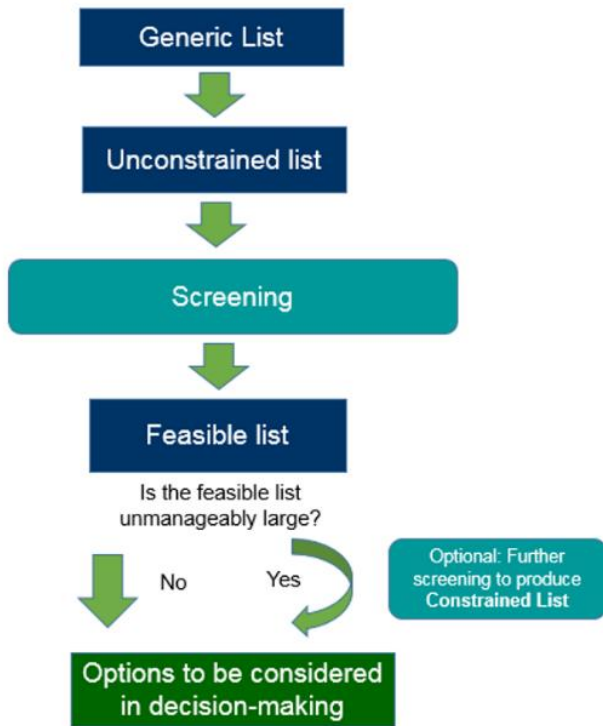 Generic List
Unconstrained list
Screening
Feasible list
Is the feasible list
unmanageably large?
No
Yes
Optional: Further
screening to produce
Constrained List
Options to be considered
in decision-making